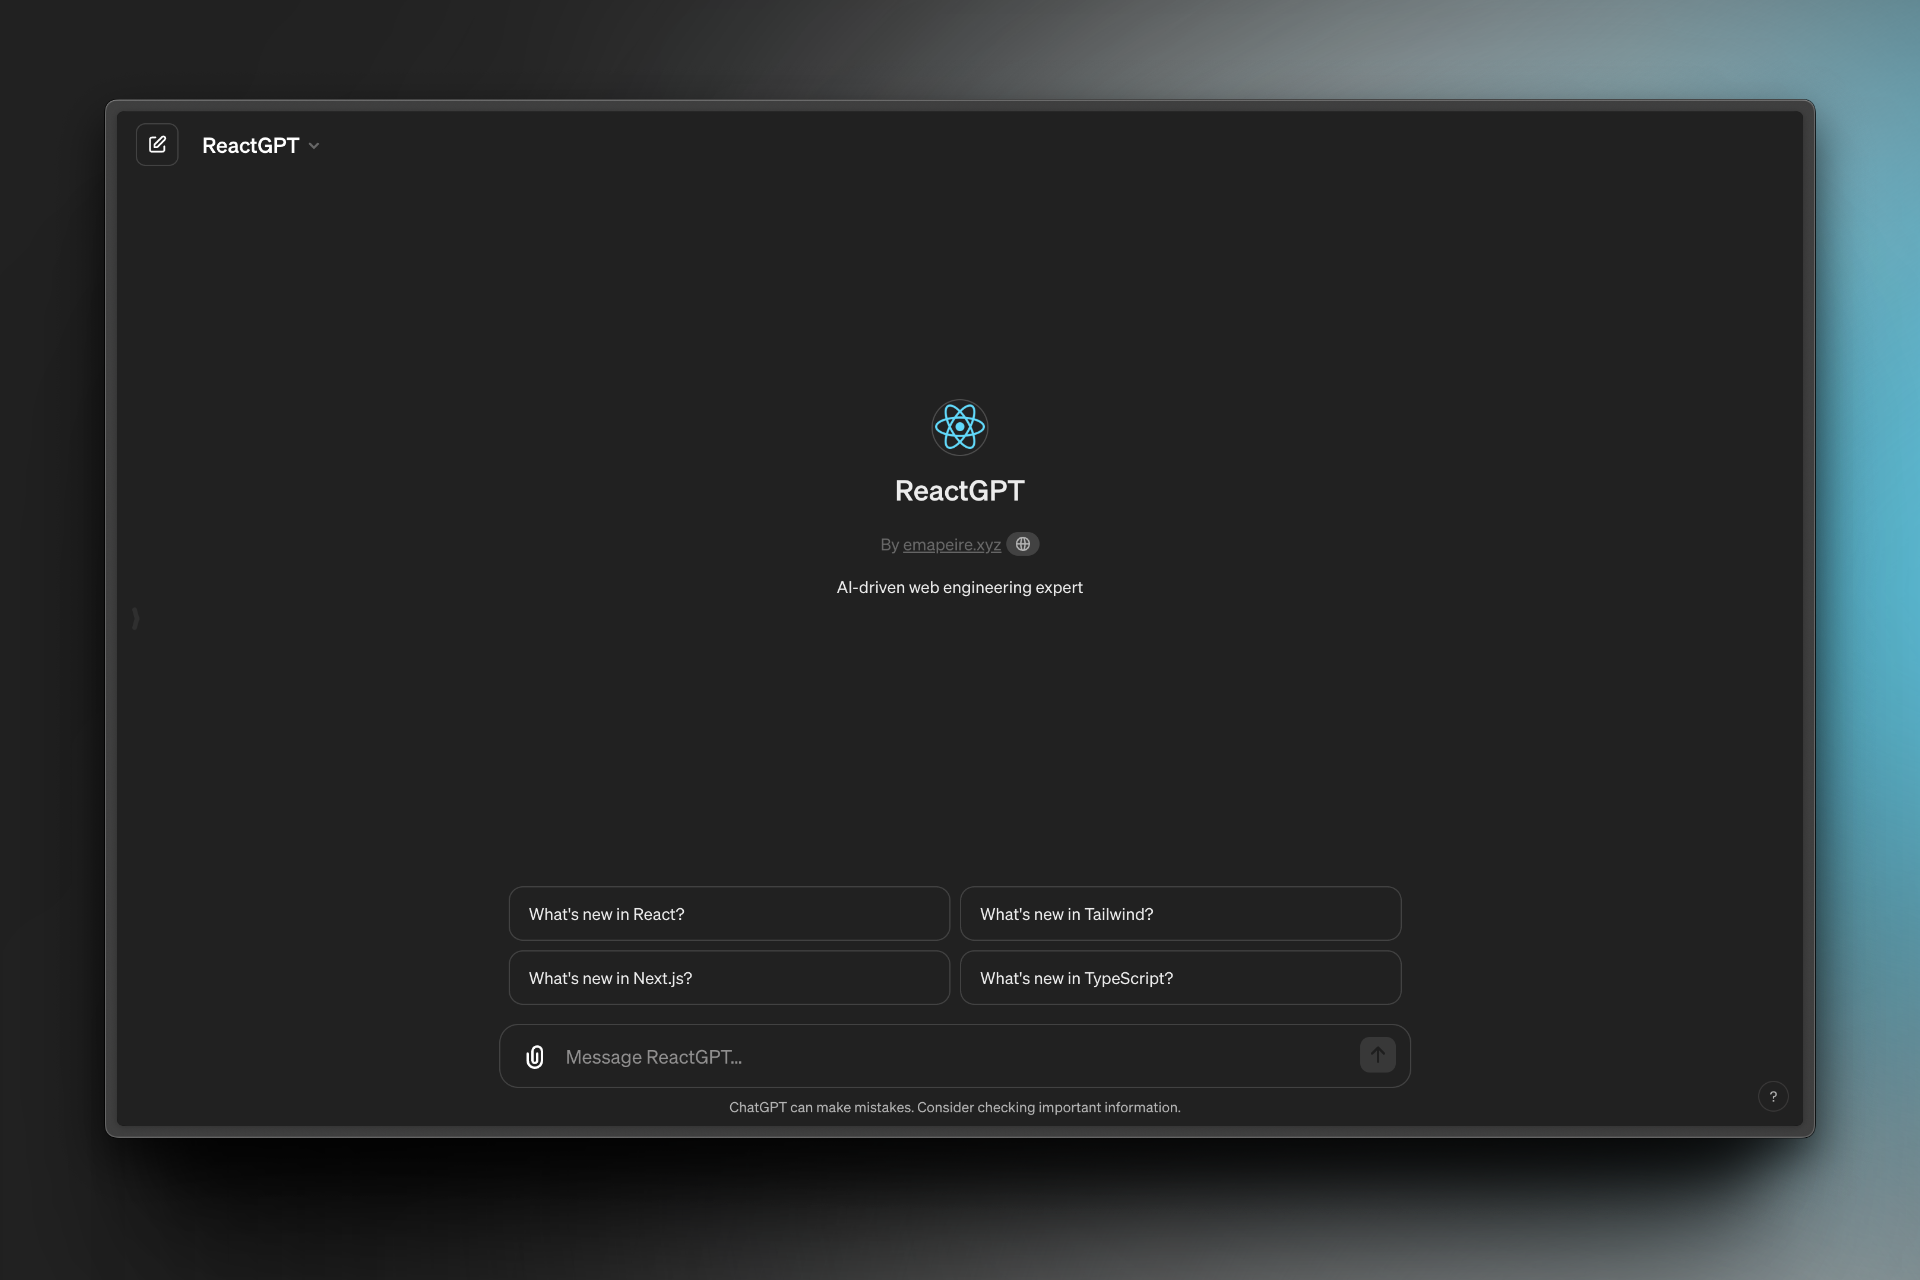 ReactGPT
ReactGPT
By emapeire.xyz
AI-driven web engineering expert
What's new in React?
What's new in Tailwind?
What's new in Next.js?
What's new in TypeScript?
Message ReactGPT…
ChatGPT can make mistakes. Consider checking important information.
?